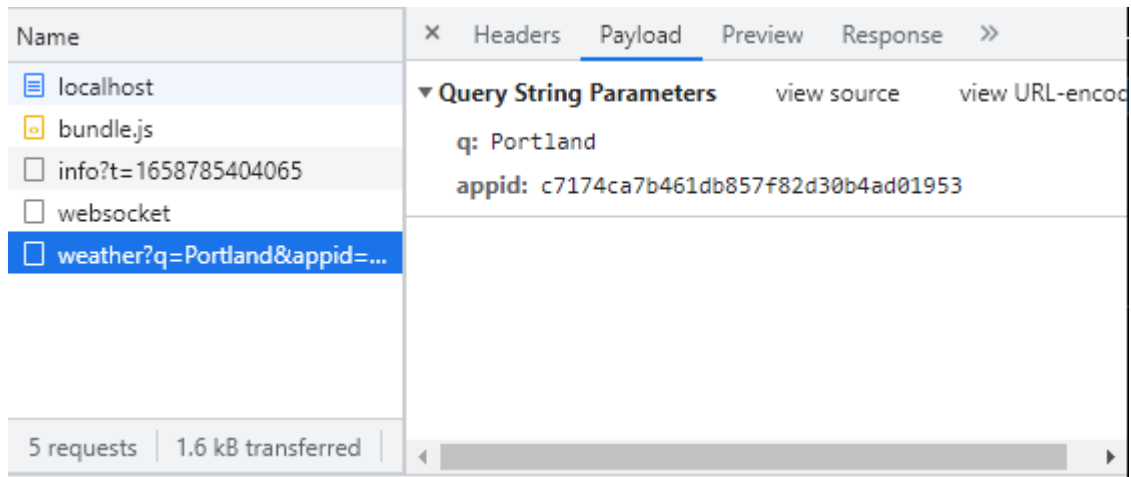 Name
localhost
bundle.js
info?t=1658785404065
websocket
weather?q=Portland&appid=...
5 requests 1.6 kB transferred
× Headers Payload Preview Response »
▼ Query String Parameters view source view URL-encod
q: Portland
appid: c7174ca7b461db857f82d30b4ad01953